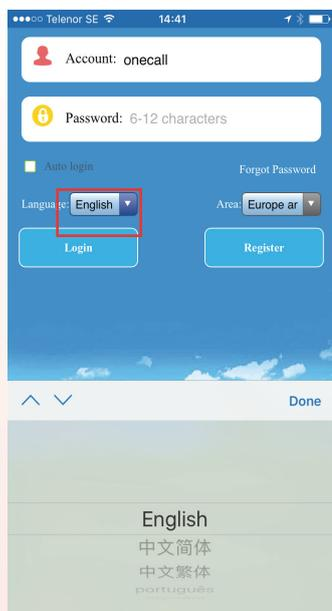 ●●●○○ Telenor SE 14:41
Account: onecall
Password: 6-12 characters
Auto login Forgot Password
Language: English Area: Europe ar
Login Register
Done
English
中文简体
中文繁体
português